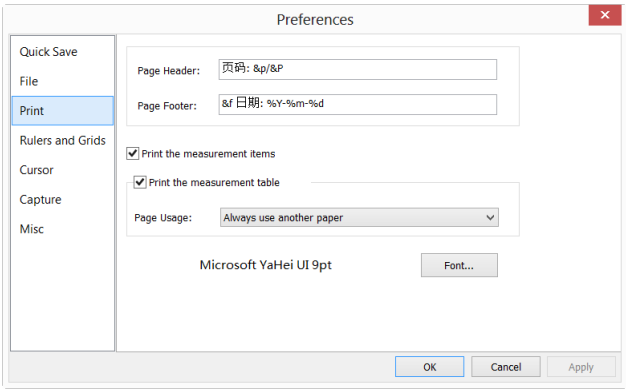 Preferences
Quick Save
File
Print
Rulers and Grids
Cursor
Capture
Misc
Page Header: 页码: &p/&P
Page Footer: &f 日期: %Y-%m-%d
Print the measurement items
Print the measurement table
Page Usage: Always use another paper
Microsoft YaHei UI 9pt Font...
OK Cancel Apply